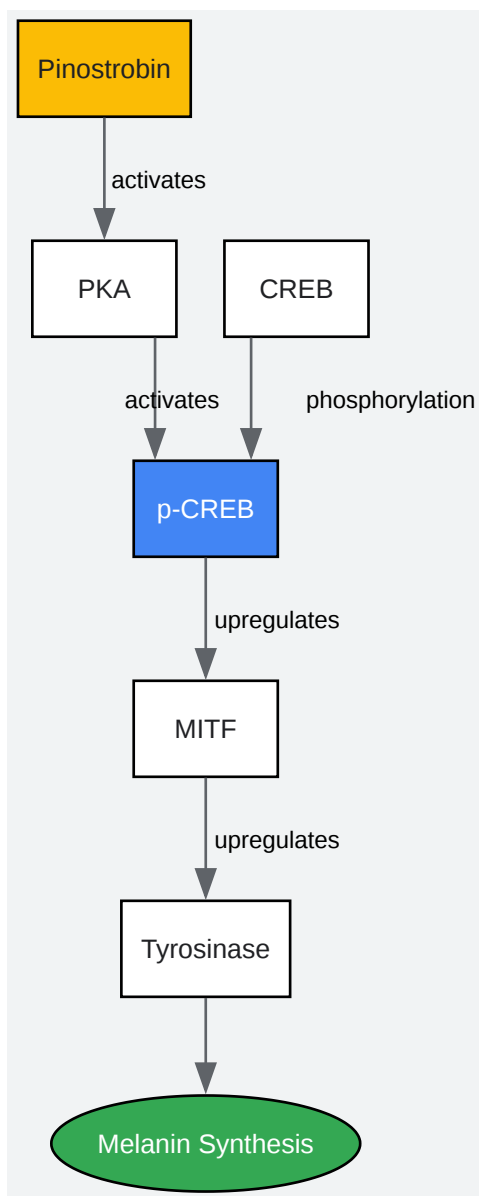 Pinostrobin
activates
PKA
CREB
activates
phosphorylation
p-CREB
upregulates
MITF
upregulates
Tyrosinase
Melanin Synthesis